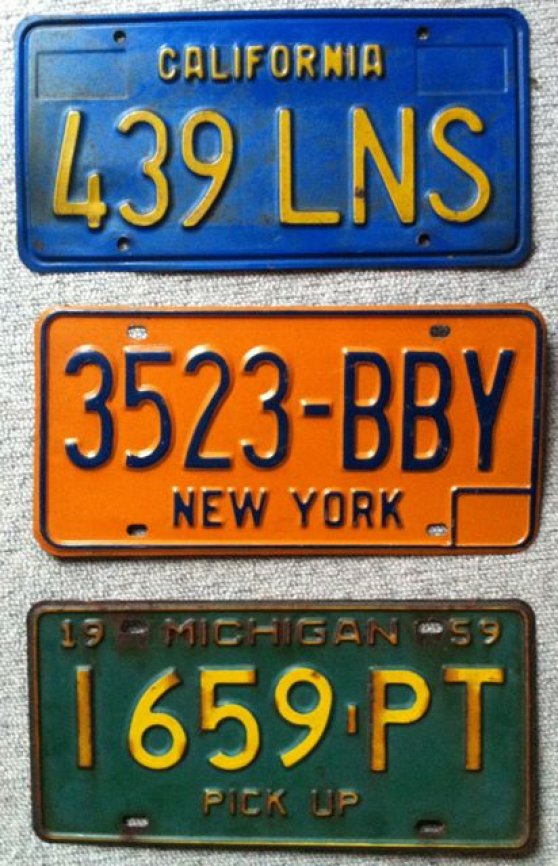 CALIFORNIA
439 LNS
3523-BBY
NEW YORK
19 MICHIGAN 59
1659-PT
PICK UP